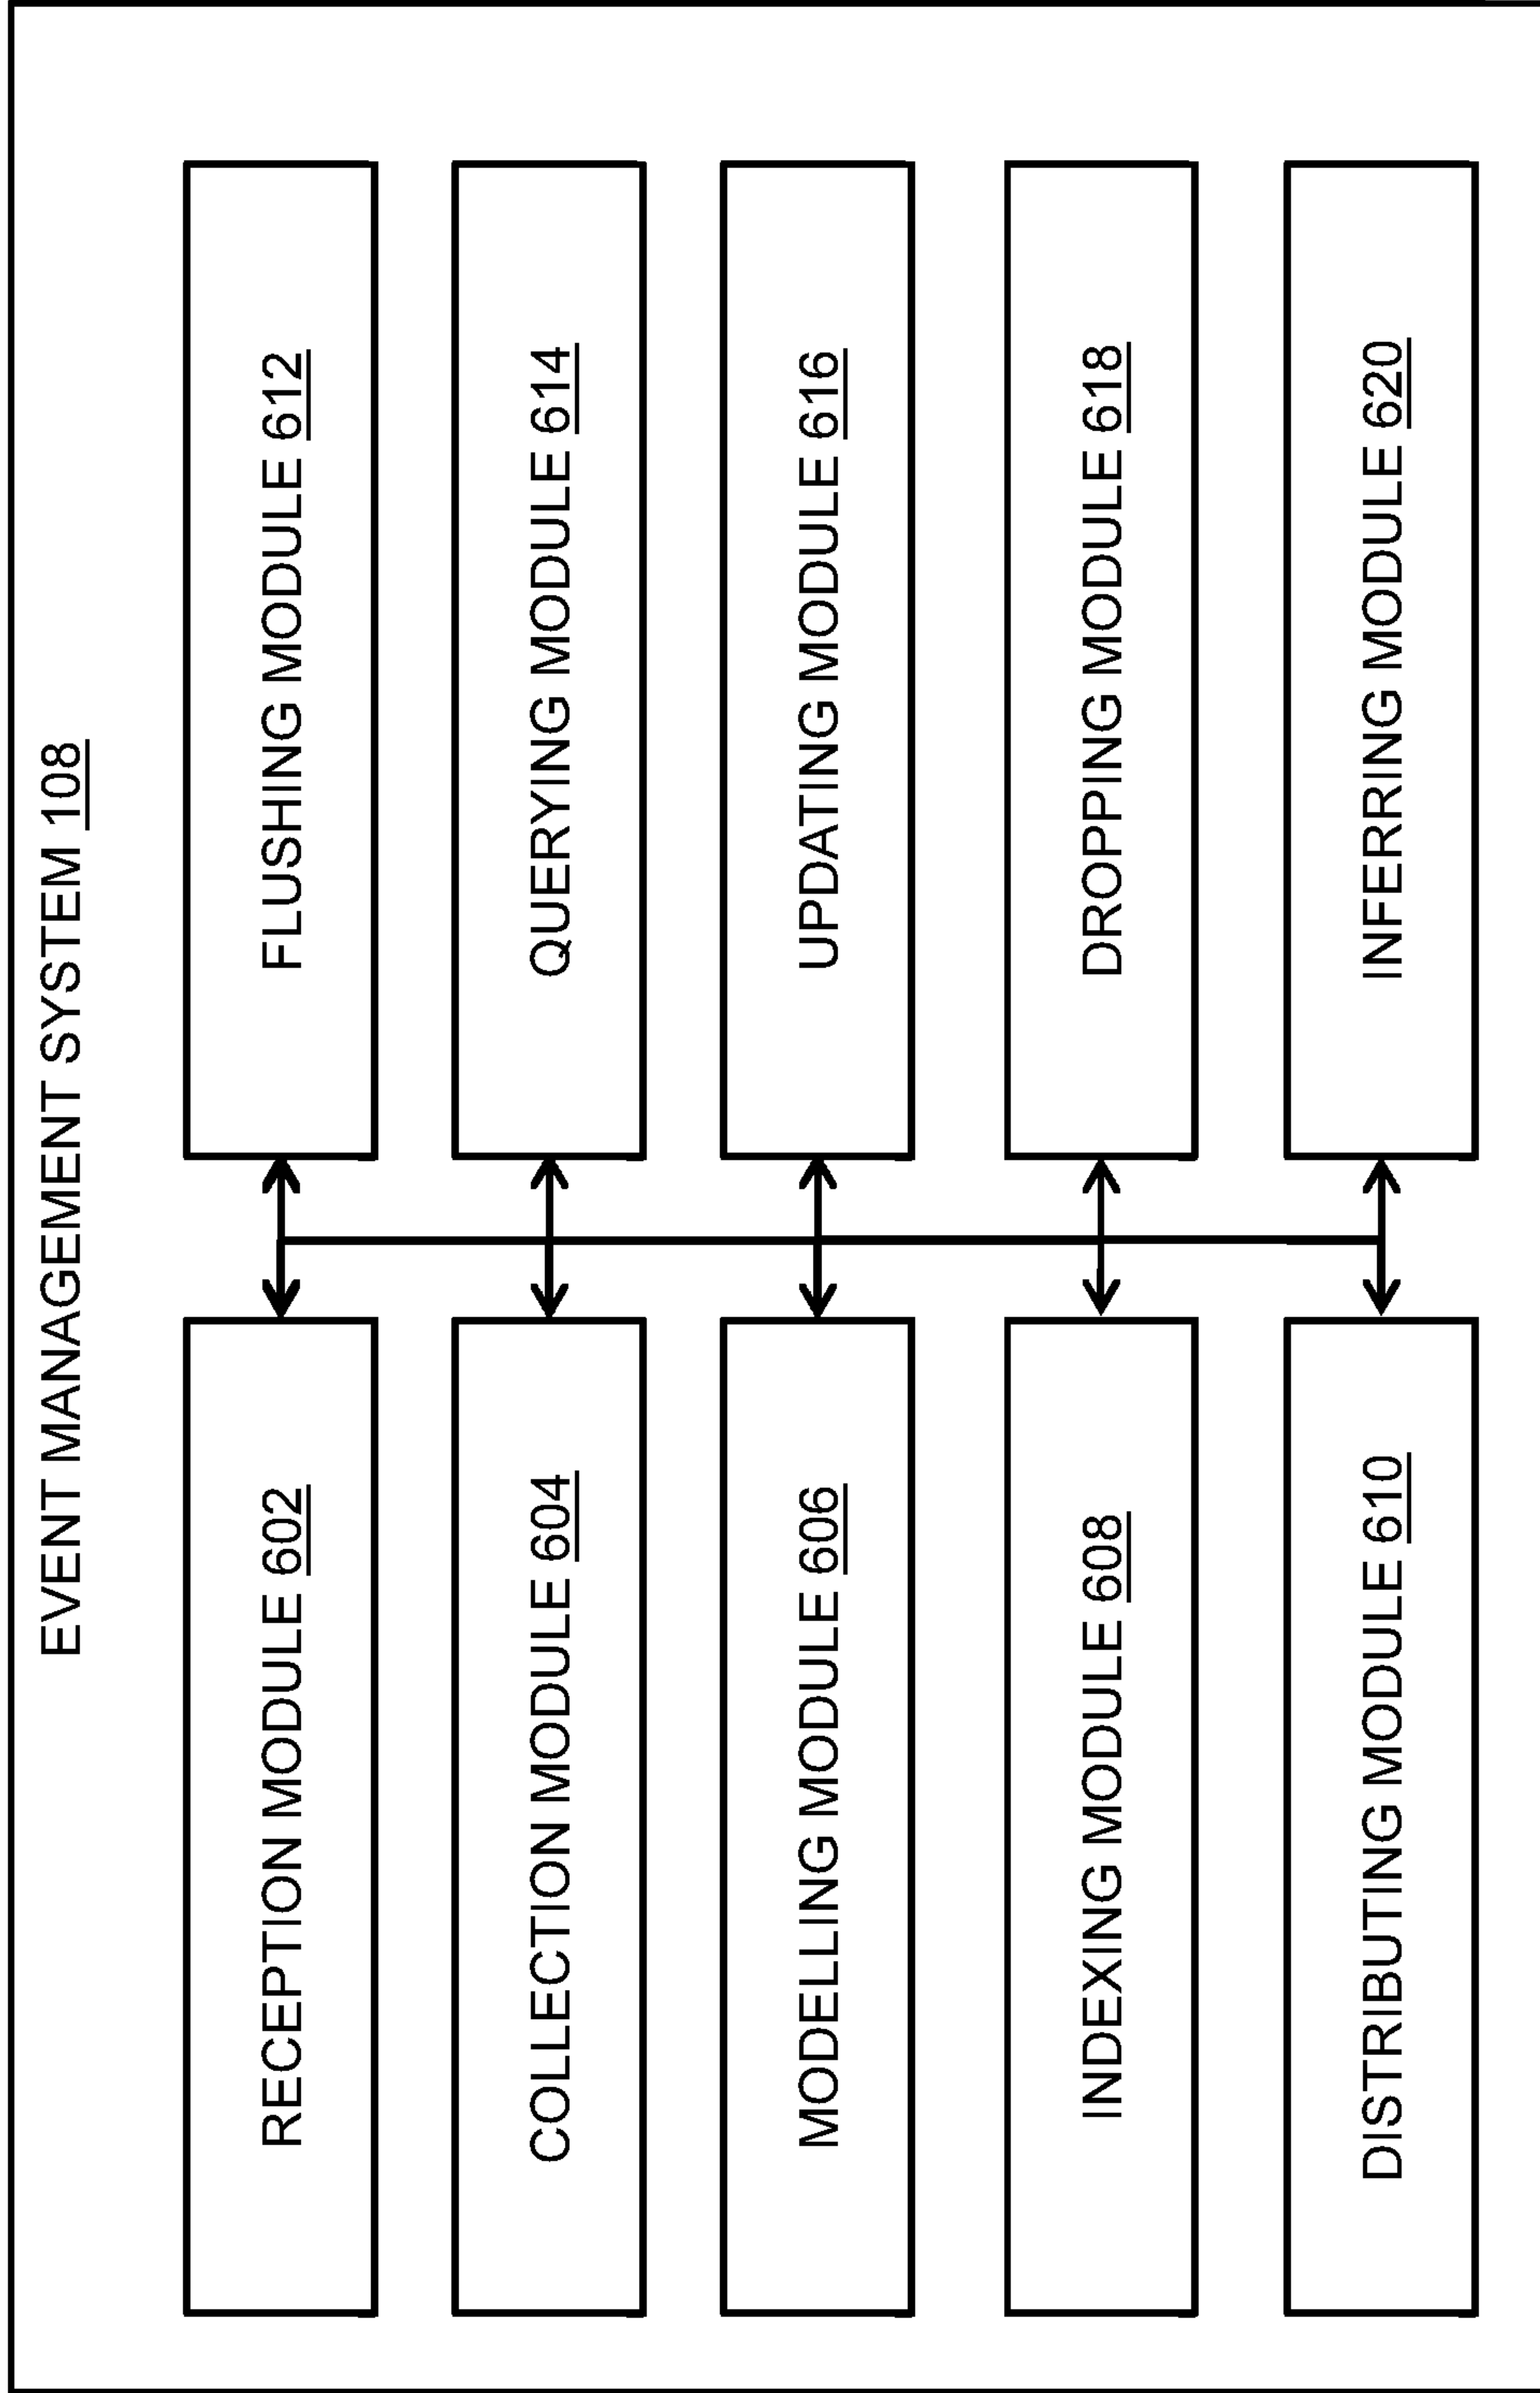 EVENT MANAGEMENT SYSTEM 108
RECEPTION MODULE 602
FLUSHING MODULE 612
COLLECTION MODULE 604
QUERYING MODULE 614
MODELLING MODULE 606
UPDATING MODULE 616
INDEXING MODULE 608
DROPPING MODULE 618
DISTRIBUTING MODULE 610
INFERRING MODULE 620